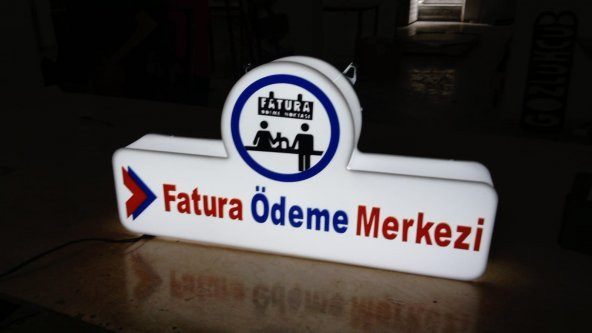 FATURA
ÖDEME NOKTASI
Fatura Ödeme Merkezi